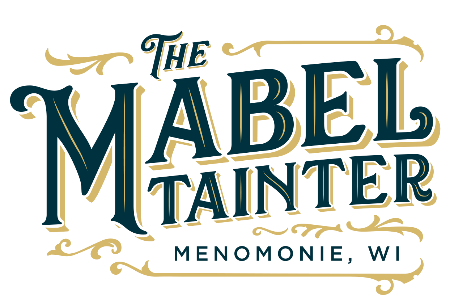 THE
MABEL
TAINTER
MENOMONIE, WI